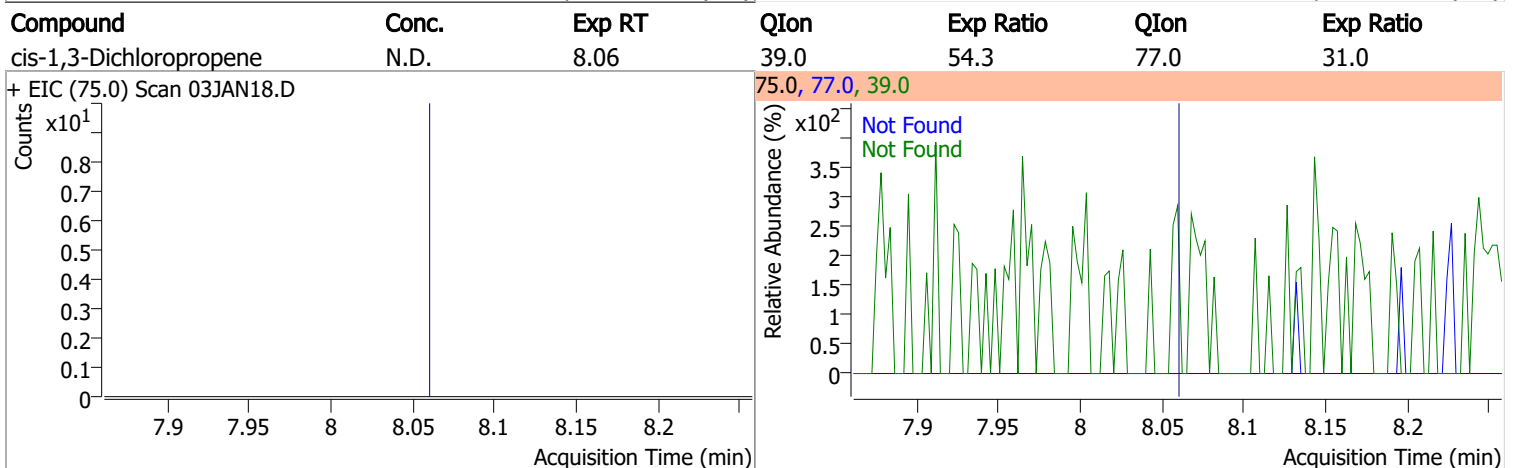 Compound Conc. Exp RT QIon Exp Ratio QIon Exp Ratio
cis-1,3-Dichloropropene N.D. 8.06 39.0 54.3 77.0 31.0
+ EIC (75.0) Scan 03JAN18.D
Counts
x10^1
0.8
0.7
0.6
0.5
0.4
0.3
0.2
0.1
0
7.9 7.95 8 8.05 8.1 8.15 8.2
Acquisition Time (min)
75.0, 77.0, 39.0
Relative Abundance (%)
x10^2
Not Found
Not Found
3.5
3
2.5
2
1.5
1
0.5
0
7.9 7.95 8 8.05 8.1 8.15 8.2
Acquisition Time (min)